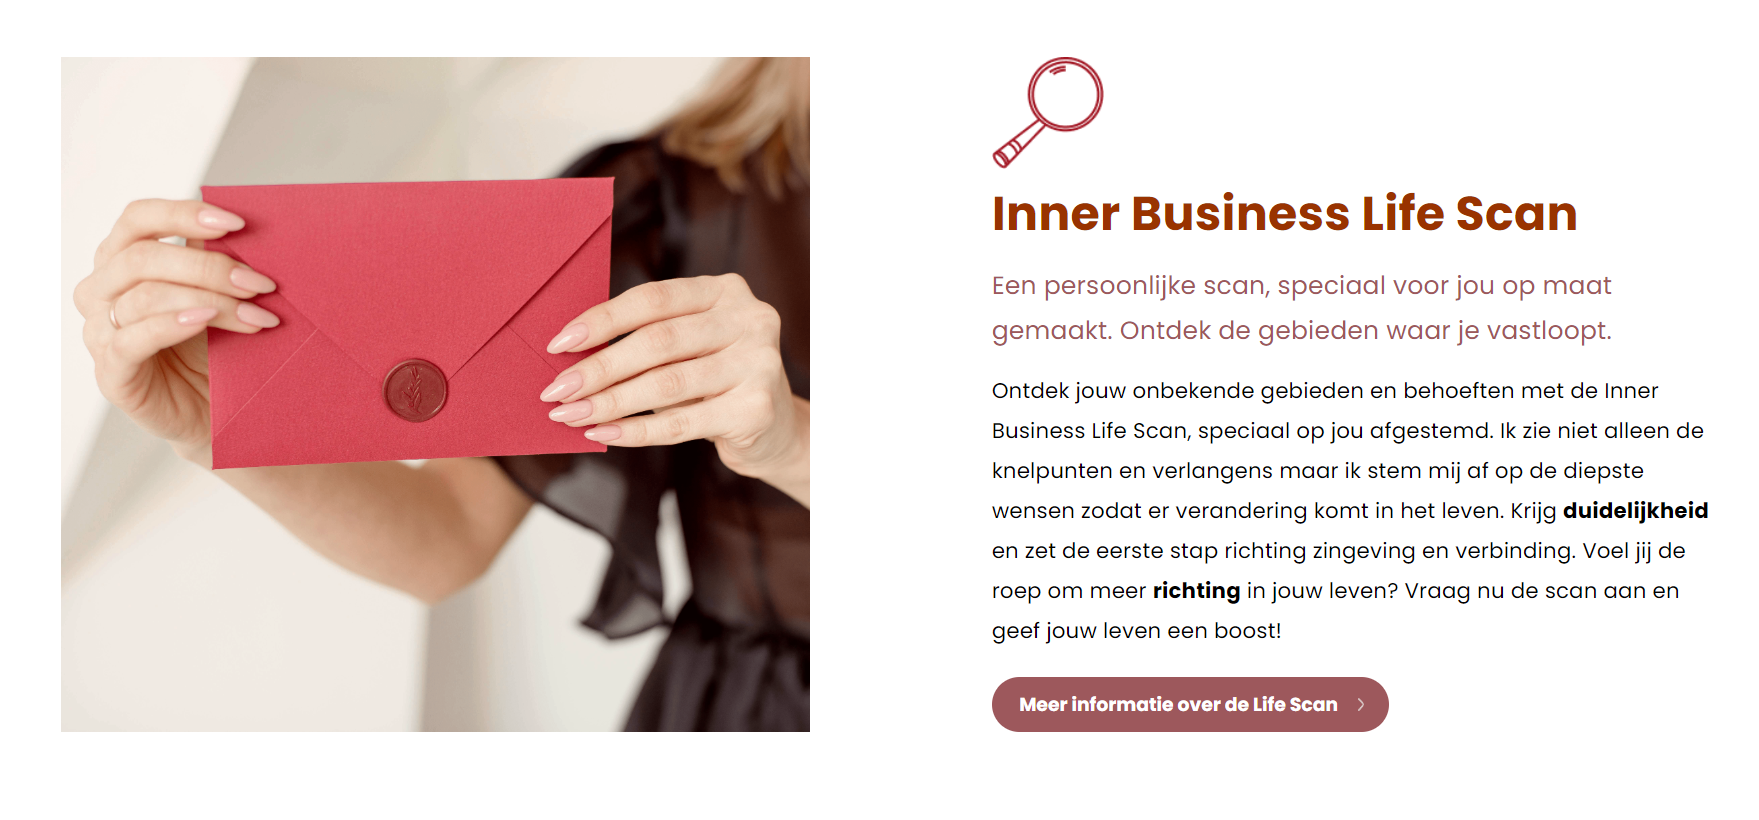 Inner Business Life Scan
Een persoonlijke scan, speciaal voor jou op maat
gemaakt. Ontdek de gebieden waar je vastloopt.
Ontdek jouw onbekende gebieden en behoeften met de Inner
Business Life Scan, speciaal op jou afgestemd. Ik zie niet alleen de
knelpunten en verlangens maar ik stem mij af op de diepste
wensen zodat er verandering komt in het leven. Krijg duidelijkheid
en zet de eerste stap richting zingeving en verbinding. Voel jij de
roep om meer richting in jouw leven? Vraag nu de scan aan en
geef jouw leven een boost!
Meer informatie over de Life Scan